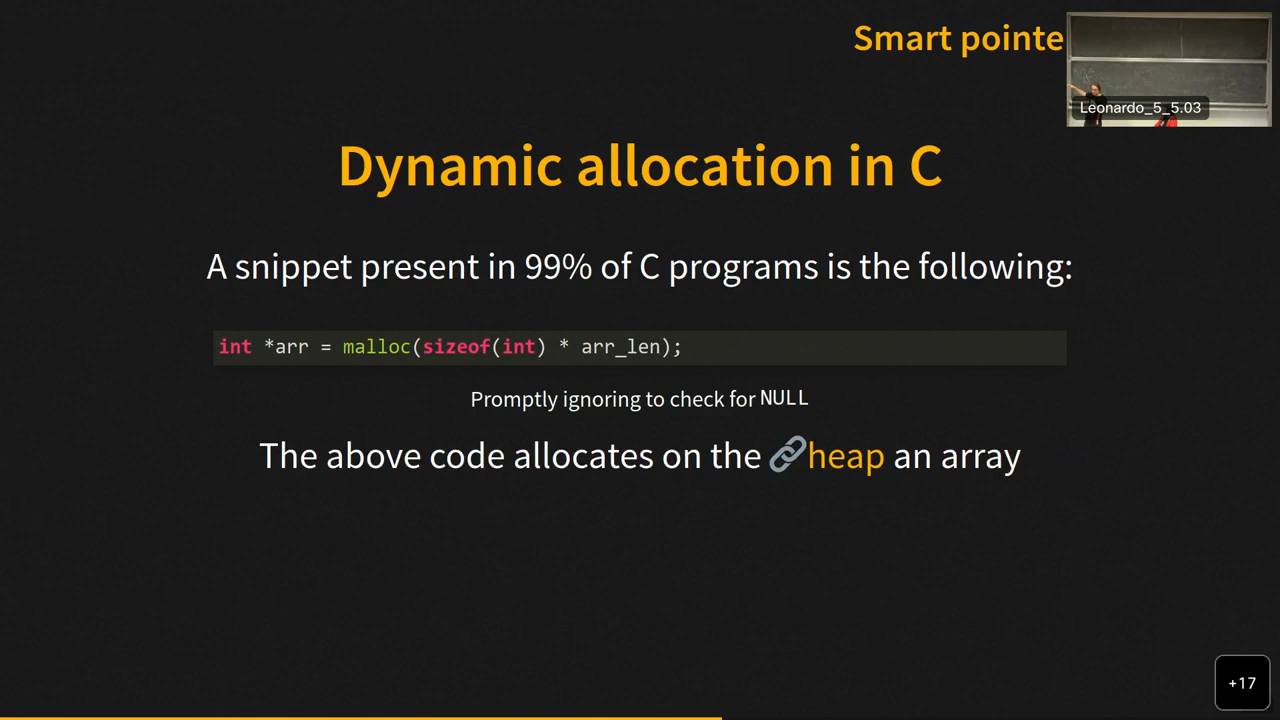 Smart pointe
Leonardo_5_5.03
Dynamic allocation in C
A snippet present in 99% of C programs is the following:
int *arr = malloc(sizeof(int) * arr_len);
Promptly ignoring to check for NULL
The above code allocates on the 🔗heap an array
+17